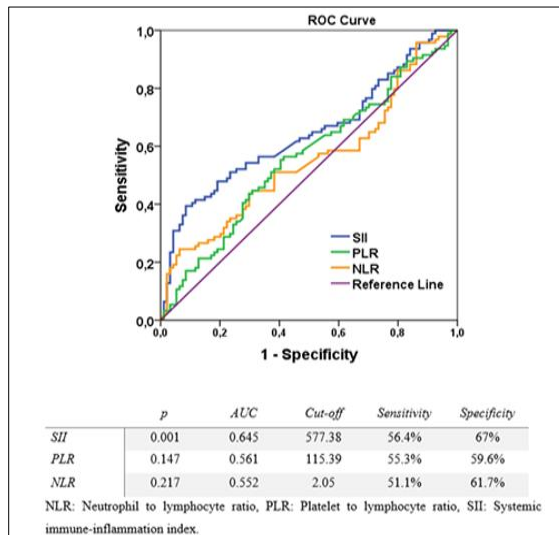 ROC Curve
1,0
0,8
0,6
0,4
0,2
0,0
Sensitivity
SII
PLR
NLR
Reference Line
0,0 0,2 0,4 0,6 0,8 1,0
1 - Specificity
p AUC Cut-off Sensitivity Specificity
SII 0.001 0.645 577.38 56.4% 67%
PLR 0.147 0.561 115.39 55.3% 59.6%
NLR 0.217 0.552 2.05 51.1% 61.7%
NLR: Neutrophil to lymphocyte ratio, PLR: Platelet to lymphocyte ratio, SII: Systemic
immune-inflammation index.